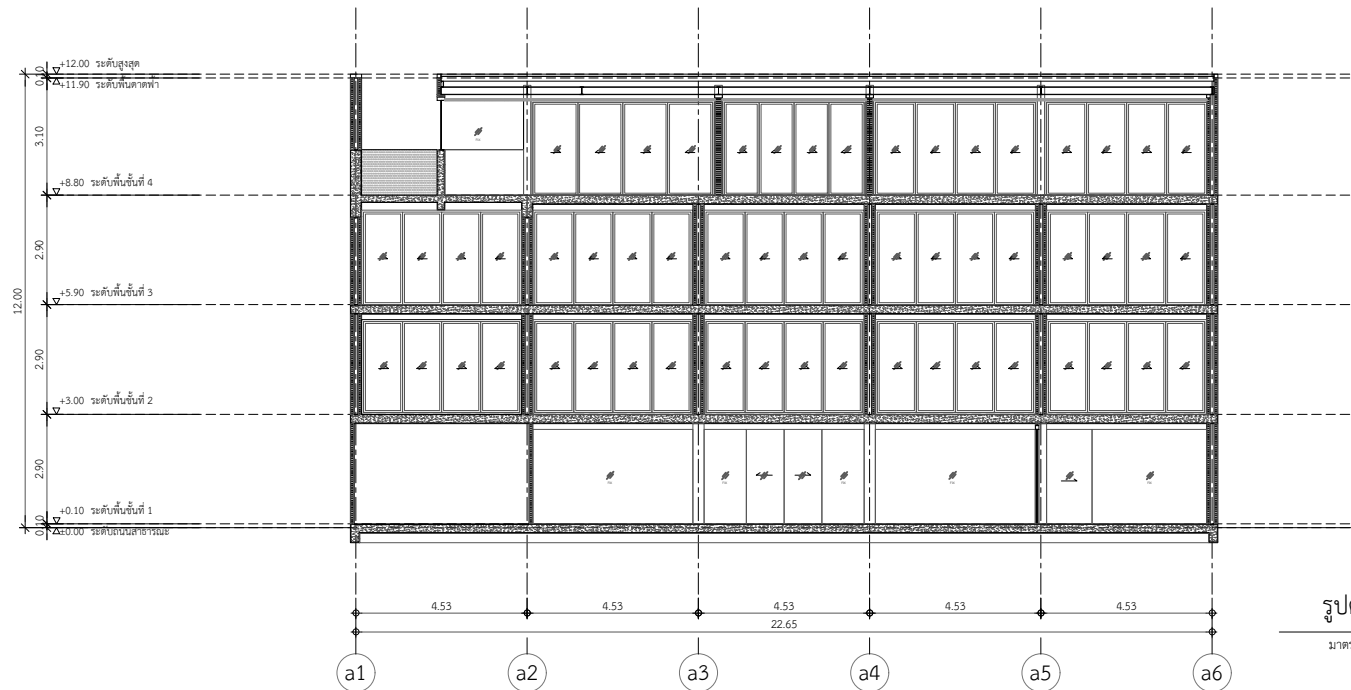 +12.00 ระดับสูงสุด
+11.90 ระดับพื้นดาดฟ้า
+8.80 ระดับพื้นชั้นที่ 4
+5.90 ระดับพื้นชั้นที่ 3
+3.00 ระดับพื้นชั้นที่ 2
+0.10 ระดับพื้นชั้นที่ 1
±0.00 ระดับถนนสาธารณะ
0.10
3.10
2.90
2.90
2.90
0.10
12.00
4.53 4.53 4.53 4.53 4.53
22.65
a1 a2 a3 a4 a5 a6